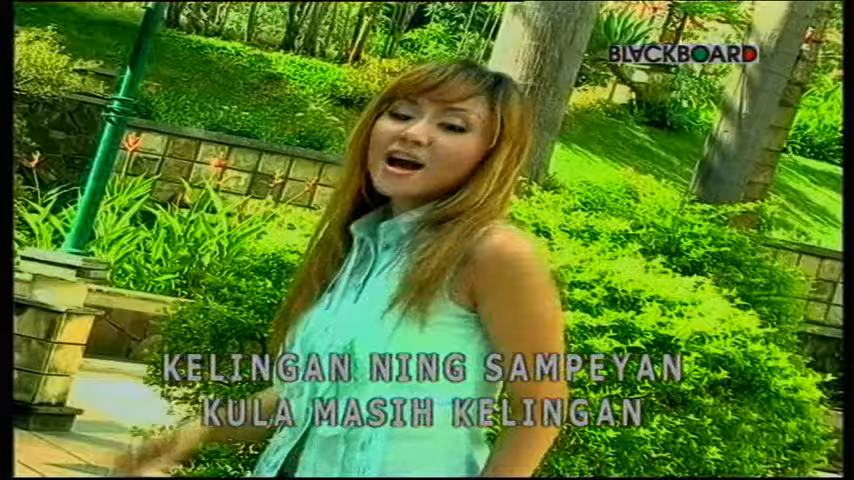 BLACKBOARD
KELINGAN NING SAMPEYAN
KULA MASIH KELINGAN